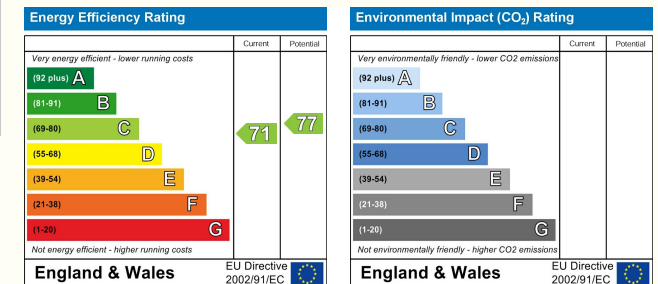 Energy Efficiency Rating
Current Potential
Very energy efficient - lower running costs
(92 plus) A
(81-91) B
(69-80) C
71
77
(55-68) D
(39-54) E
(21-38) F
(1-20) G
Not energy efficient - higher running costs
England & Wales
EU Directive
2002/91/EC
Environmental Impact (CO₂) Rating
Current Potential
Very environmentally friendly - lower CO2 emissions
(92 plus) A
(81-91) B
(69-80) C
(55-68) D
(39-54) E
(21-38) F
(1-20) G
Not environmentally friendly - higher CO2 emissions
England & Wales
EU Directive
2002/91/EC